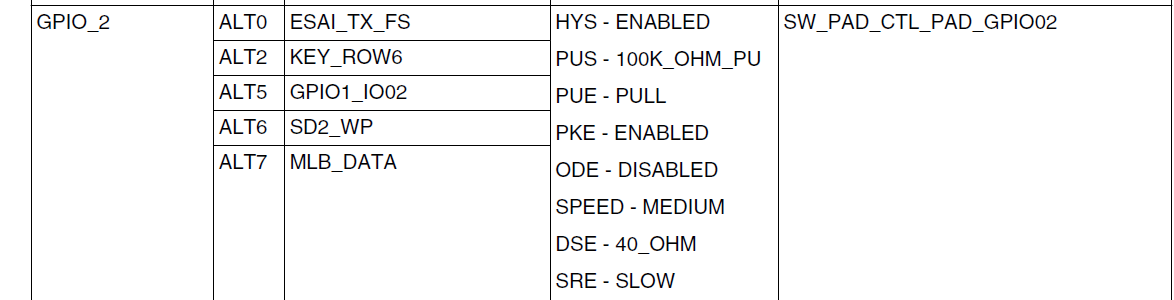 GPIO_2 ALT0 ESAI_TX_FS HYS - ENABLED SW_PAD_CTL_PAD_GPIO02
ALT2 KEY_ROW6 PUS - 100K_OHM_PU
ALT5 GPIO1_IO02 PUE - PULL
ALT6 SD2_WP PKE - ENABLED
ALT7 MLB_DATA ODE - DISABLED
SPEED - MEDIUM
DSE - 40_OHM
SRE - SLOW